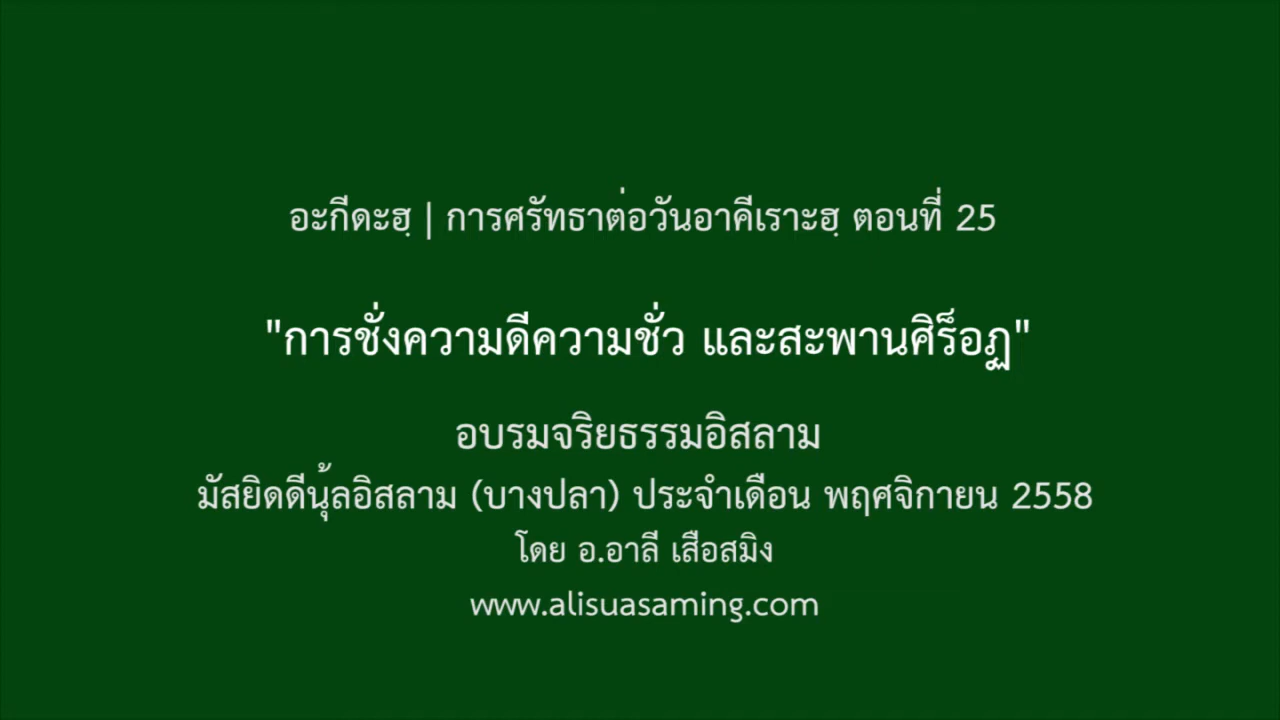 อะกีดะฮฺ | การศรัทธาต่อวันอาคีเราะฮฺ ตอนที่ 25
"การชั่งความดีความชั่ว และสะพานศิร็อฏ"
อบรมจริยธรรมอิสลาม
มัสยิดดีนุ้ลอิสลาม (บางปลา) ประจำเดือน พฤศจิกายน 2558
โดย อ.อาลี เสือสมิง
www.alisuasaming.com